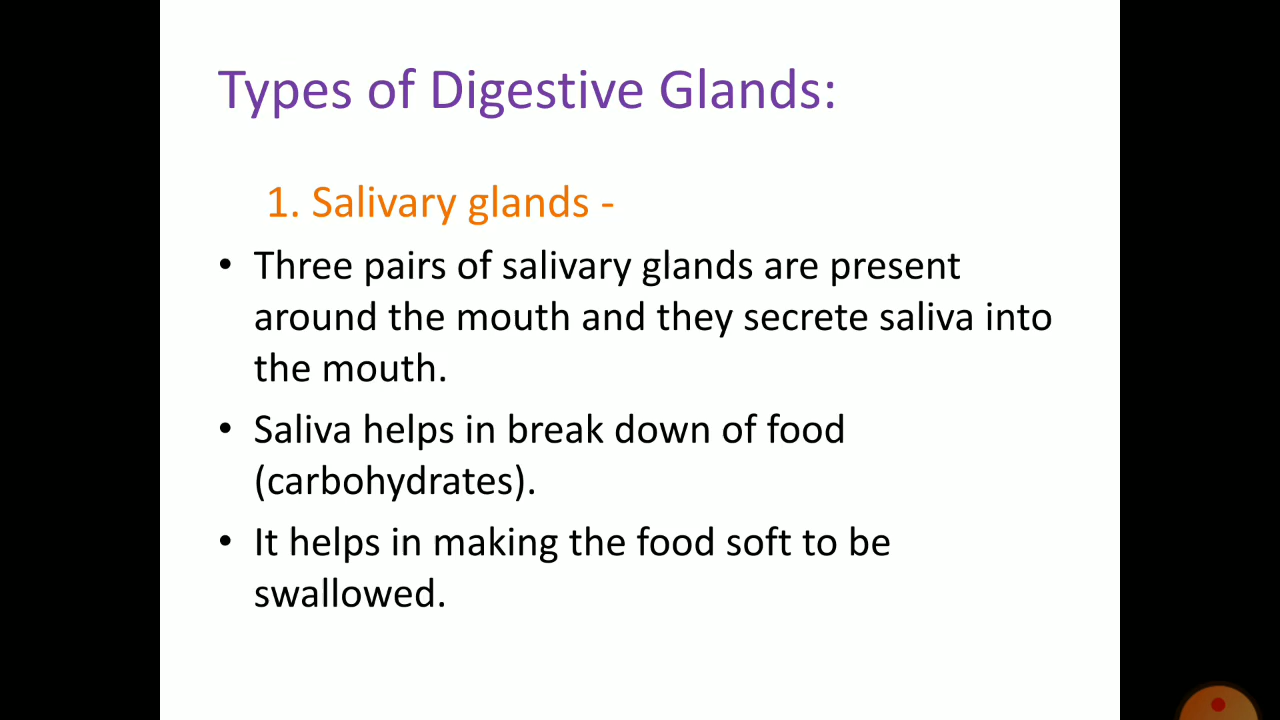 Types of Digestive Glands:
1. Salivary glands -
• Three pairs of salivary glands are present
around the mouth and they secrete saliva into
the mouth.
• Saliva helps in break down of food
(carbohydrates).
• It helps in making the food soft to be
swallowed.